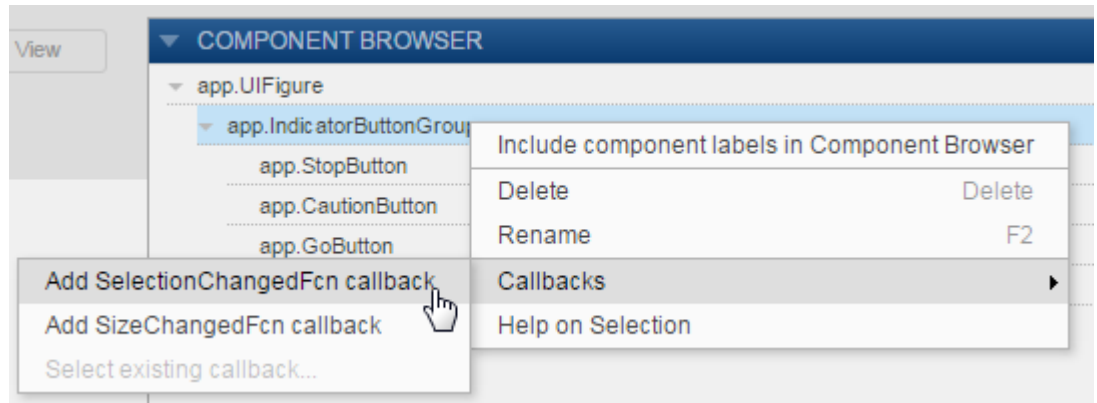 View
COMPONENT BROWSER
app.UIFigure
app.IndicatorButtonGroup
app.StopButton
app.CautionButton
app.GoButton
Include component labels in Component Browser
Delete Delete
Rename F2
Callbacks
Help on Selection
Add SelectionChangedFcn callback
Add SizeChangedFcn callback
Select existing callback...